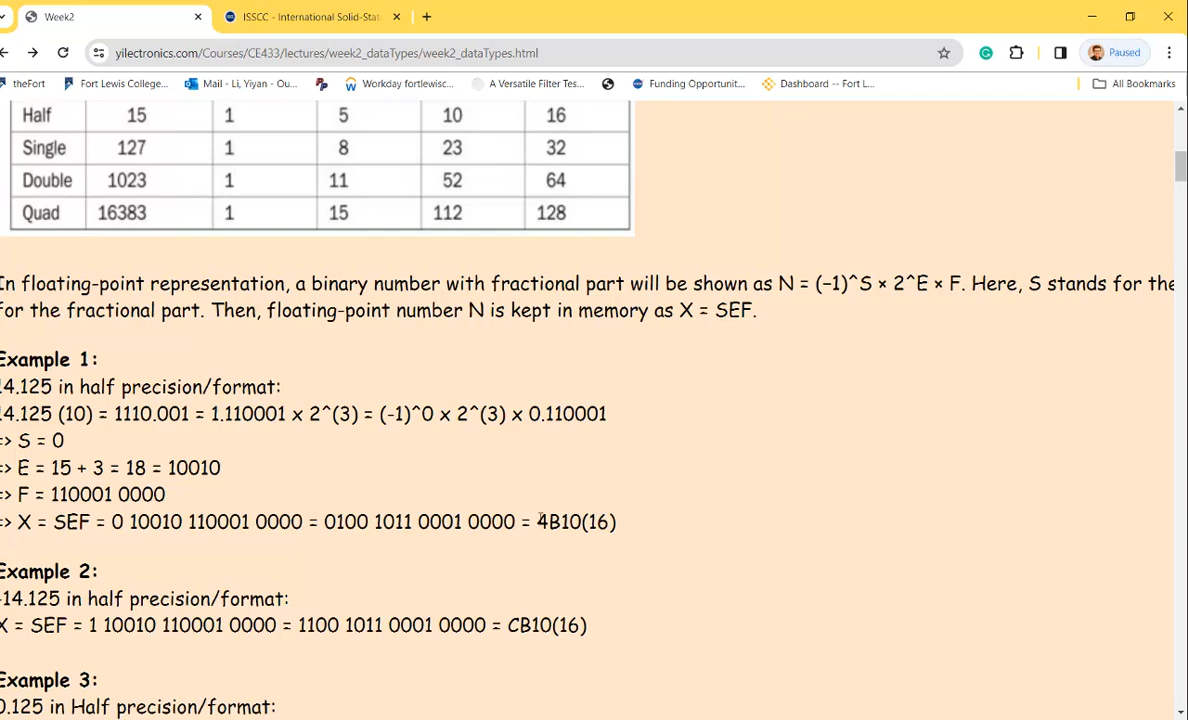 Week2
ISSCC - International Solid-Stat
yilectronics.com/Courses/CE433/lectures/week2_dataTypes/week2_dataTypes.html
Paused
theFort
Fort Lewis College...
Mail - Li, Yiyan - Ou...
Workday fortlewisc...
A Versatile Filter Tes...
Funding Opportunit...
Dashboard -- Fort L...
All Bookmarks
Half 15 1 5 10 16
Single 127 1 8 23 32
Double 1023 1 11 52 64
Quad 16383 1 15 112 128
In floating-point representation, a binary number with fractional part will be shown as N = (−1)^S × 2^E × F. Here, S stands for the
for the fractional part. Then, floating-point number N is kept in memory as X = SEF.
Example 1:
14.125 in half precision/format:
14.125 (10) = 1110.001 = 1.110001 x 2^(3) = (-1)^0 x 2^(3) x 0.110001
=> S = 0
=> E = 15 + 3 = 18 = 10010
=> F = 110001 0000
=> X = SEF = 0 10010 110001 0000 = 0100 1011 0001 0000 = 4B10(16)
Example 2:
-14.125 in half precision/format:
X = SEF = 1 10010 110001 0000 = 1100 1011 0001 0000 = CB10(16)
Example 3:
0.125 in Half precision/format: